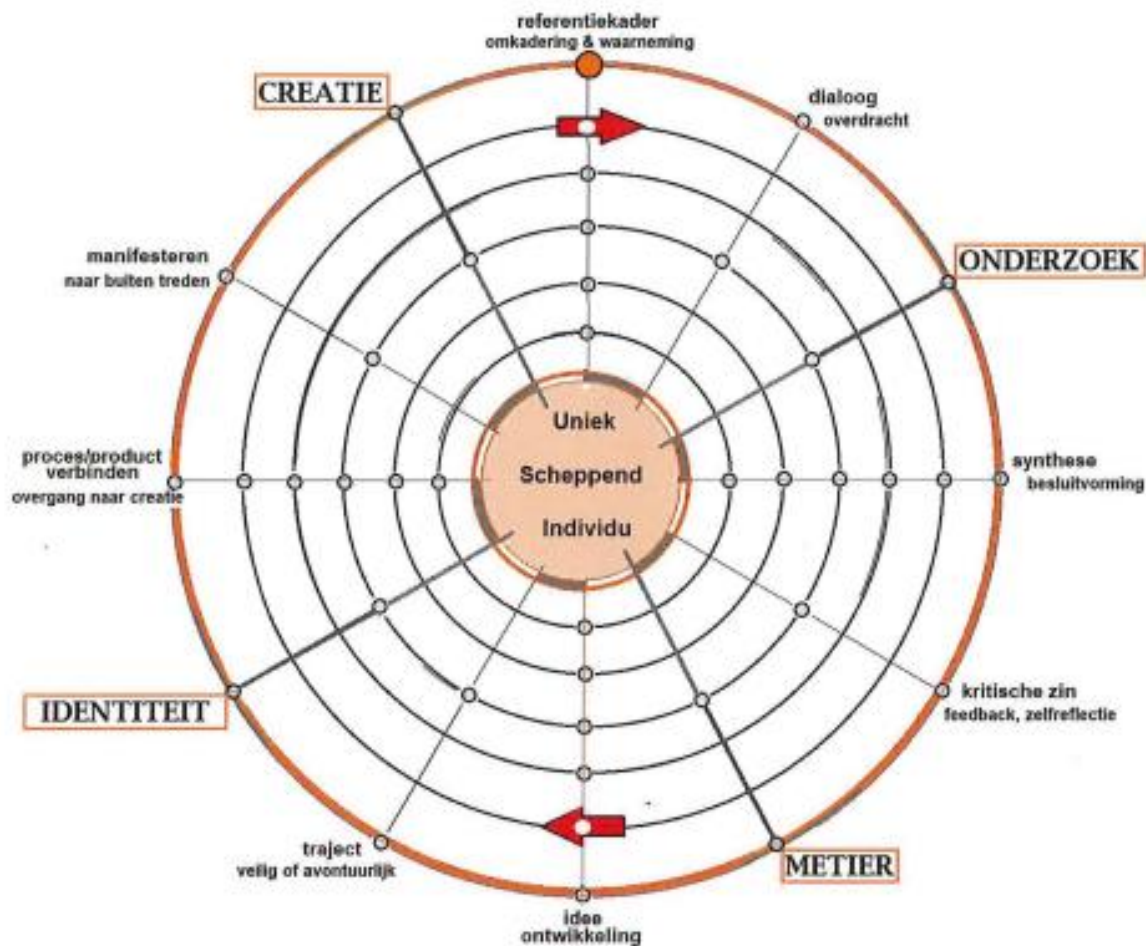 referentiekader
omkadering & waarneming
CREATIE
dialoog
overdracht
manifesteren
naar buiten treden
ONDERZOEK
Uniek
Scheppend
Individu
proces/product
verbinden
overgang naar creatie
synthese
besluitvorming
IDENTITEIT
kritische zin
feedback, zelfreflectie
traject
veilig of avontuurlijk
METIER
idee
ontwikkeling